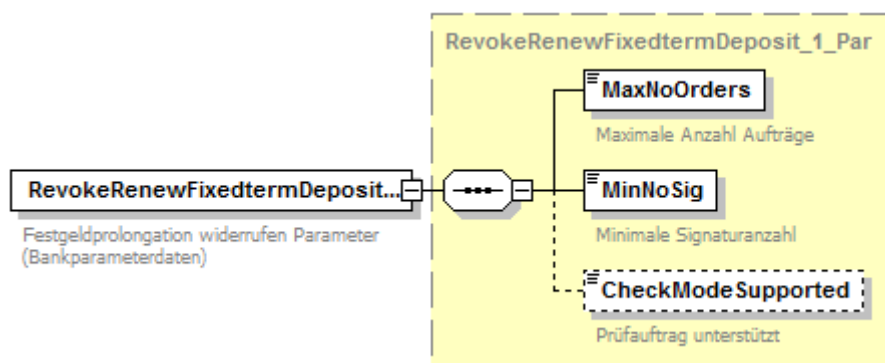 RevokeRenewFixedtermDeposit_1_Par
MaxNoOrders
Maximale Anzahl Aufträge
RevokeRenewFixedtermDeposit...
Festgeldprolongation widerrufen Parameter
(Bankparameterdaten)
MinNoSig
Minimale Signaturanzahl
CheckModeSupported
Prüfauftrag unterstützt